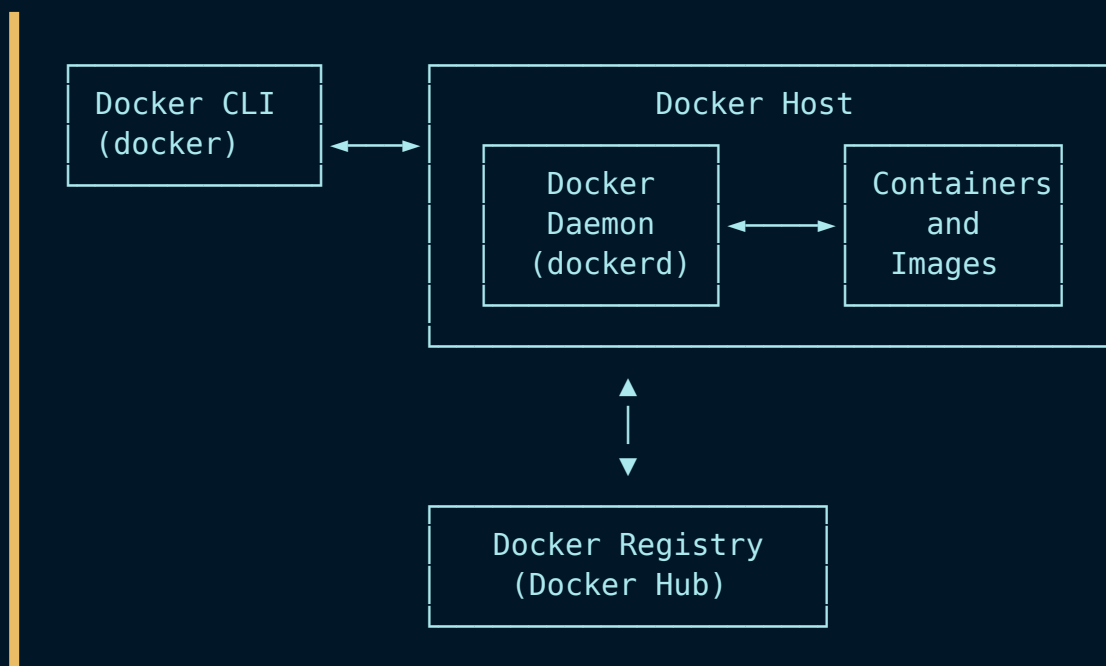 Docker CLI
(docker)
Docker Host
Docker
Daemon
(dockerd)
Containers
and
Images
Docker Registry
(Docker Hub)